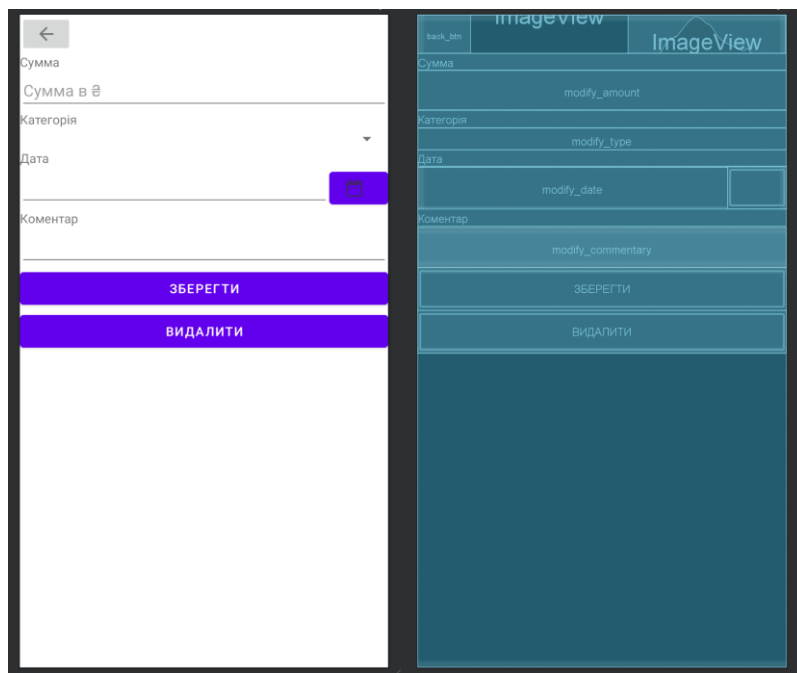 Сумма
Сумма в ₴
Категорія
Дата
Коментар
ЗБЕРЕГТИ
ВИДАЛИТИ
back_btn
ImageView
ImageView
Сумма
modify_amount
Категорія
modify_type
Дата
modify_date
Коментар
modify_commentary
ЗБЕРЕГТИ
ВИДАЛИТИ